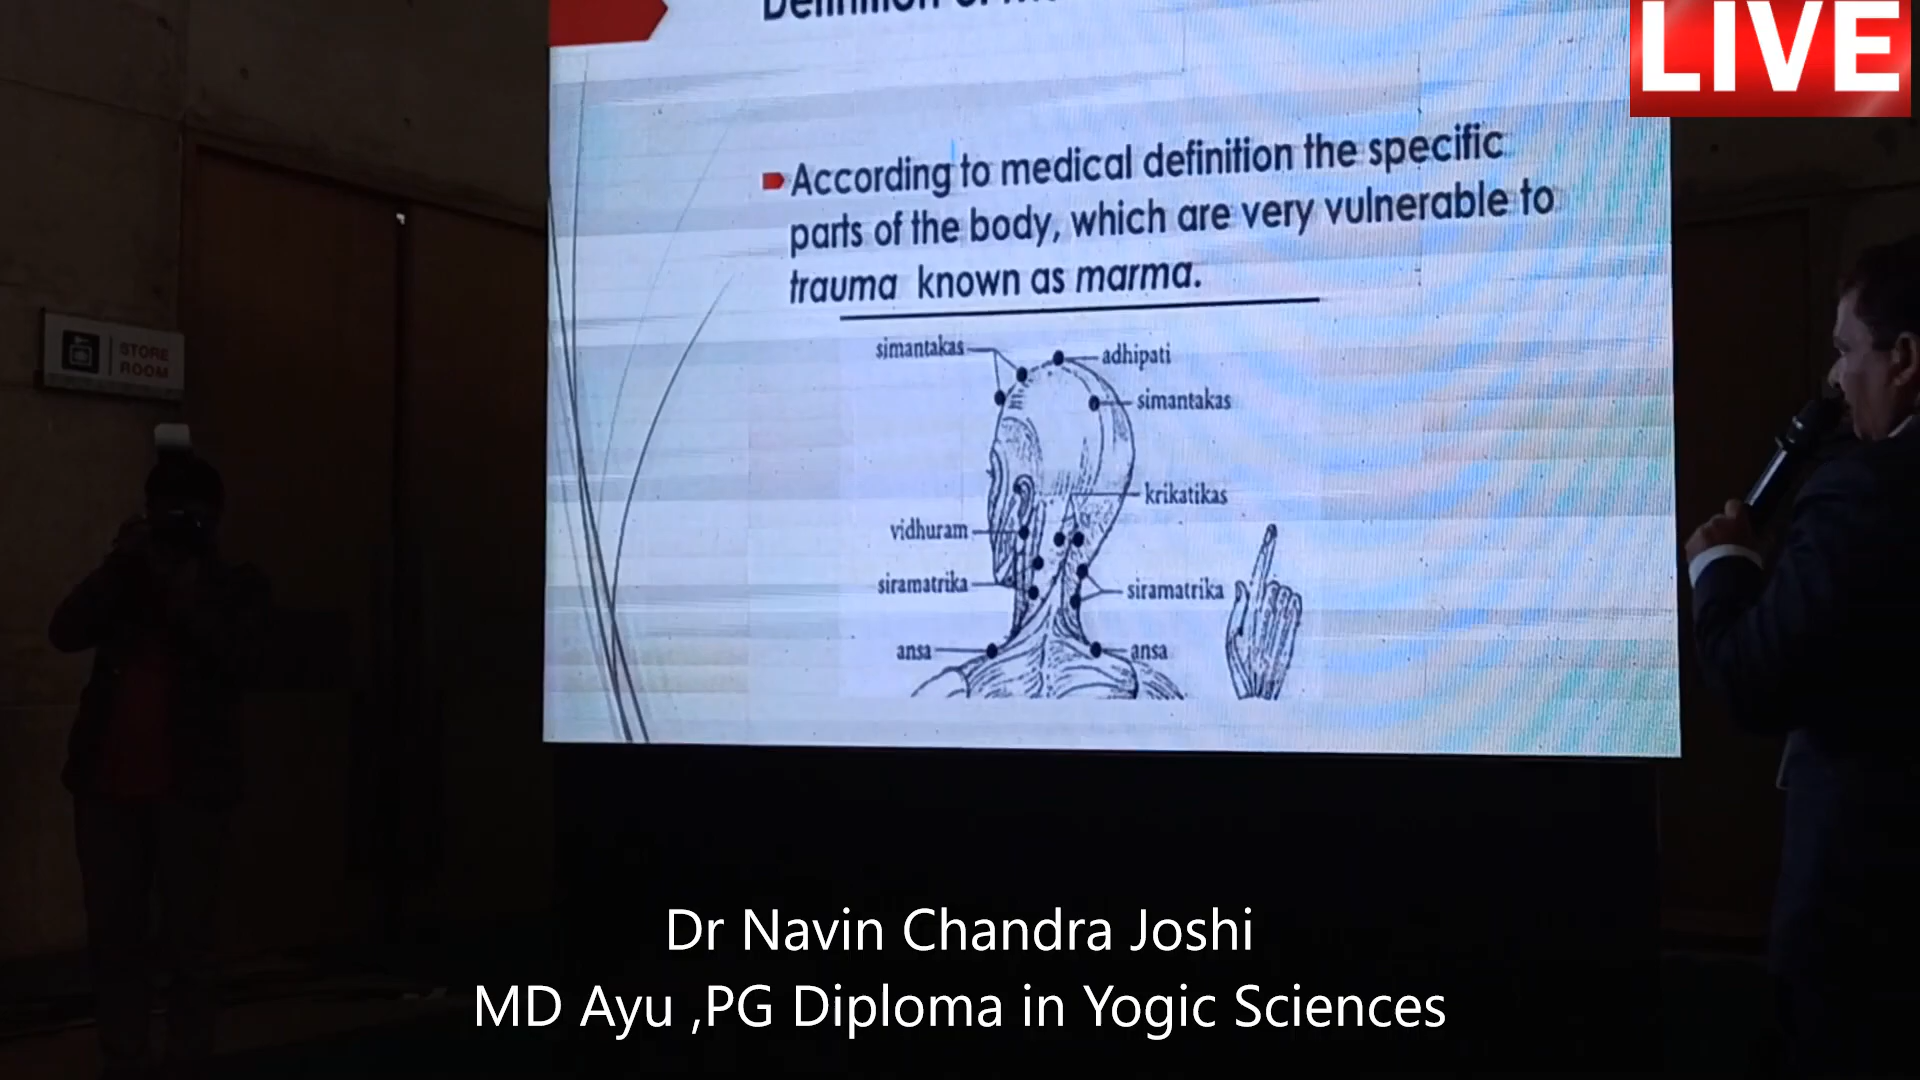 LIVE
According to medical definition the specific
parts of the body, which are very vulnerable to
trauma known as marma.
simantakas
adhipati
simantakas
krikatikas
vidhuram
siramatrika
siramatrika
ansa
ansa
STORE
ROOM
Dr Navin Chandra Joshi
MD Ayu ,PG Diploma in Yogic Sciences